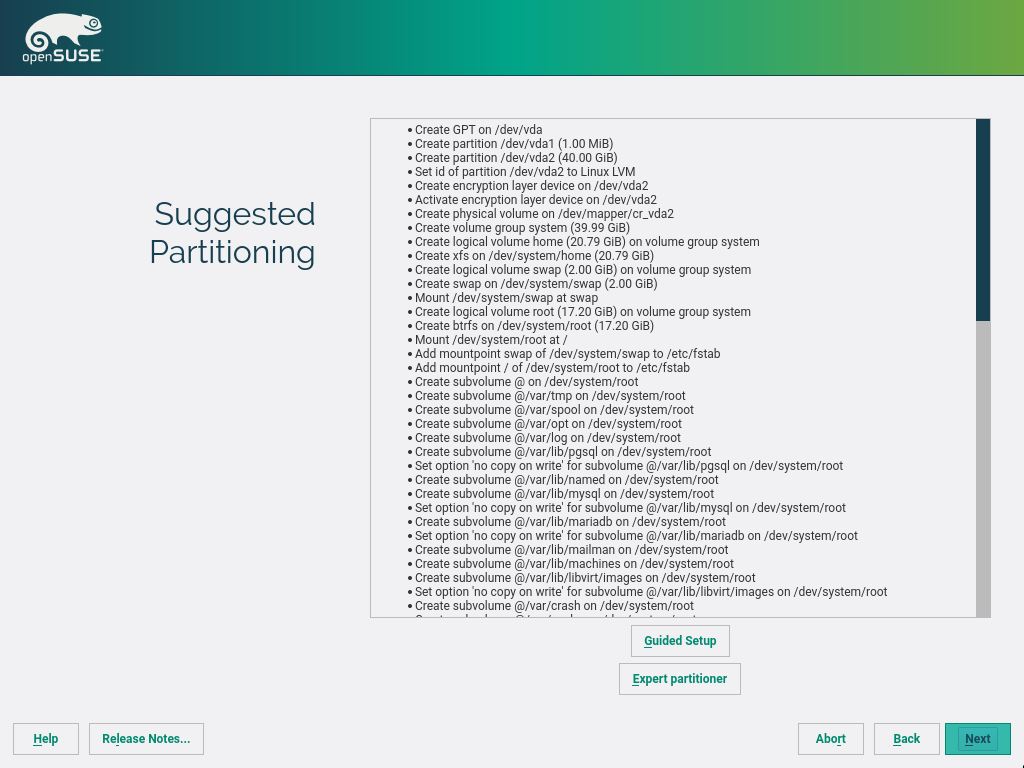 openSUSE
Suggested
Partitioning
• Create GPT on /dev/vda
• Create partition /dev/vda1 (1.00 MiB)
• Create partition /dev/vda2 (40.00 GiB)
• Set id of partition /dev/vda2 to Linux LVM
• Create encryption layer device on /dev/vda2
• Activate encryption layer device on /dev/vda2
• Create physical volume on /dev/mapper/cr_vda2
• Create volume group system (39.99 GiB)
• Create logical volume home (20.79 GiB) on volume group system
• Create xfs on /dev/system/home (20.79 GiB)
• Create logical volume swap (2.00 GiB) on volume group system
• Create swap on /dev/system/swap (2.00 GiB)
• Mount /dev/system/swap at swap
• Create logical volume root (17.20 GiB) on volume group system
• Create btrfs on /dev/system/root (17.20 GiB)
• Mount /dev/system/root at /
• Add mountpoint swap of /dev/system/swap to /etc/fstab
• Add mountpoint / of /dev/system/root to /etc/fstab
• Create subvolume @ on /dev/system/root
• Create subvolume @/var/tmp on /dev/system/root
• Create subvolume @/var/spool on /dev/system/root
• Create subvolume @/var/opt on /dev/system/root
• Create subvolume @/var/log on /dev/system/root
• Create subvolume @/var/lib/pgsql on /dev/system/root
• Set option 'no copy on write' for subvolume @/var/lib/pgsql on /dev/system/root
• Create subvolume @/var/lib/named on /dev/system/root
• Create subvolume @/var/lib/mysql on /dev/system/root
• Set option 'no copy on write' for subvolume @/var/lib/mysql on /dev/system/root
• Create subvolume @/var/lib/mariadb on /dev/system/root
• Set option 'no copy on write' for subvolume @/var/lib/mariadb on /dev/system/root
• Create subvolume @/var/lib/mailman on /dev/system/root
• Create subvolume @/var/lib/machines on /dev/system/root
• Create subvolume @/var/lib/libvirt/images on /dev/system/root
• Set option 'no copy on write' for subvolume @/var/lib/libvirt/images on /dev/system/root
• Create subvolume @/var/crash on /dev/system/root
Guided Setup
Expert partitioner
Help
Release Notes...
Abort
Back
Next